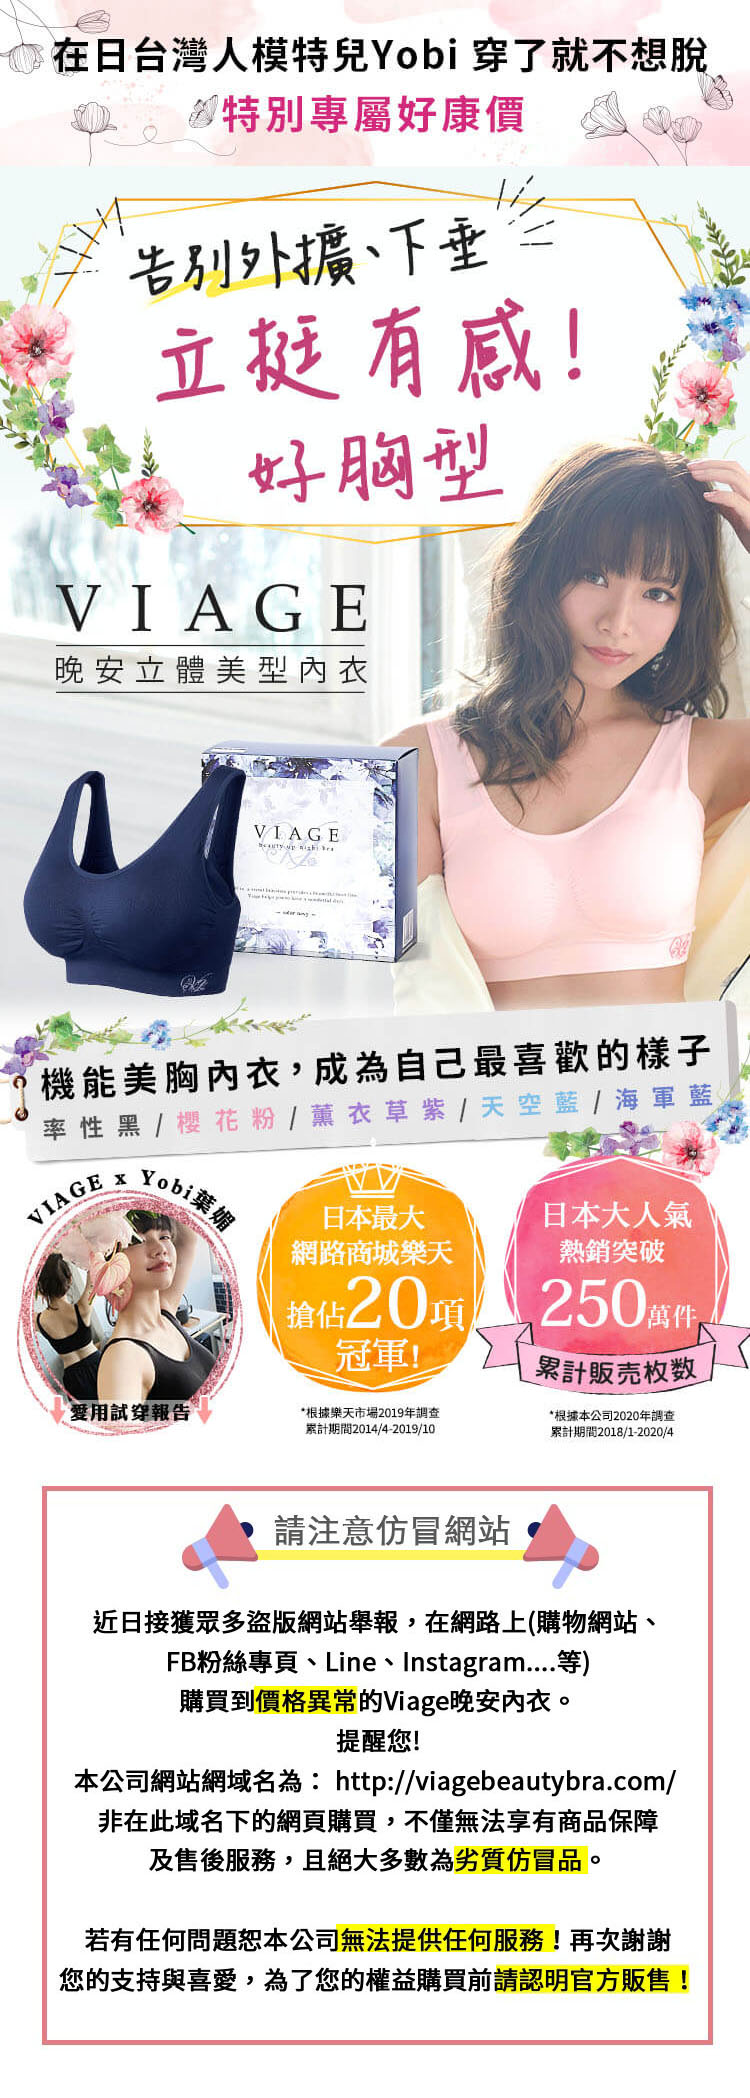 在日台灣人模特兒Yobi 穿了就不想脫
特別專屬好康價
告別外擴、下垂
立挺有感!
好胸型
VIAGE
晚安立體美型內衣
VIAGE
beauty up night bra
- color navy -
機能美胸內衣，成為自己最喜歡的樣子
率性黑 / 櫻花粉 / 薰衣草紫 / 天空藍 / 海軍藍
VIAGE x Yobi葉媚
愛用試穿報告
日本最大
網路商城樂天
搶佔20項
冠軍!
*根據樂天市場2019年調查
累計期間2014/4-2019/10
日本大人氣
熱銷突破
250萬件
累計販売枚数
*根據本公司2020年調查
累計期間2018/1-2020/4
請注意仿冒網站
近日接獲眾多盜版網站舉報，在網路上(購物網站、
FB粉絲專頁、Line、Instagram....等)
購買到價格異常的Viage晚安內衣。
提醒您!
本公司網站網域名為： http://viagebeautybra.com/
非在此域名下的網頁購買，不僅無法享有商品保障
及售後服務，且絕大多數為劣質仿冒品。
若有任何問題恕本公司無法提供任何服務！再次謝謝
您的支持與喜愛，為了您的權益購買前請認明官方販售！